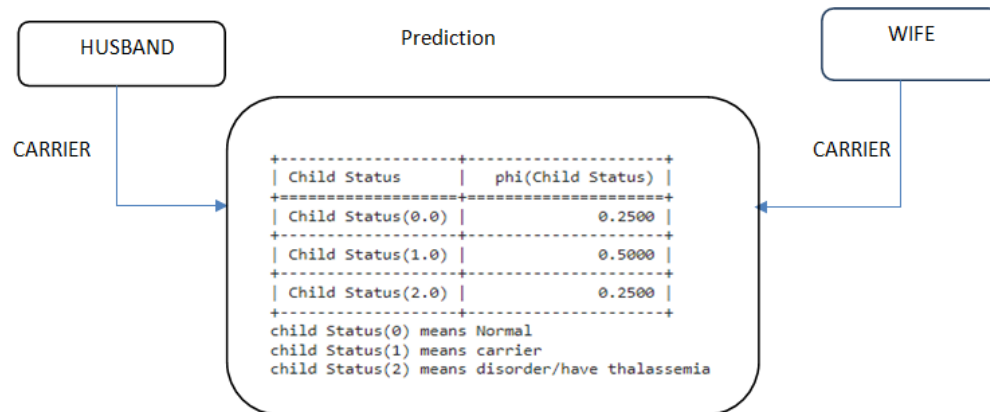 HUSBAND
Prediction
WIFE
CARRIER
CARRIER
+--------------------+---------------------+
| Child Status       |   phi(Child Status) |
+====================+=====================+
| Child Status(0.0)  |              0.2500 |
+--------------------+---------------------+
| Child Status(1.0)  |              0.5000 |
+--------------------+---------------------+
| Child Status(2.0)  |              0.2500 |
+--------------------+---------------------+
child Status(0) means Normal
child Status(1) means carrier
child Status(2) means disorder/have thalassemia